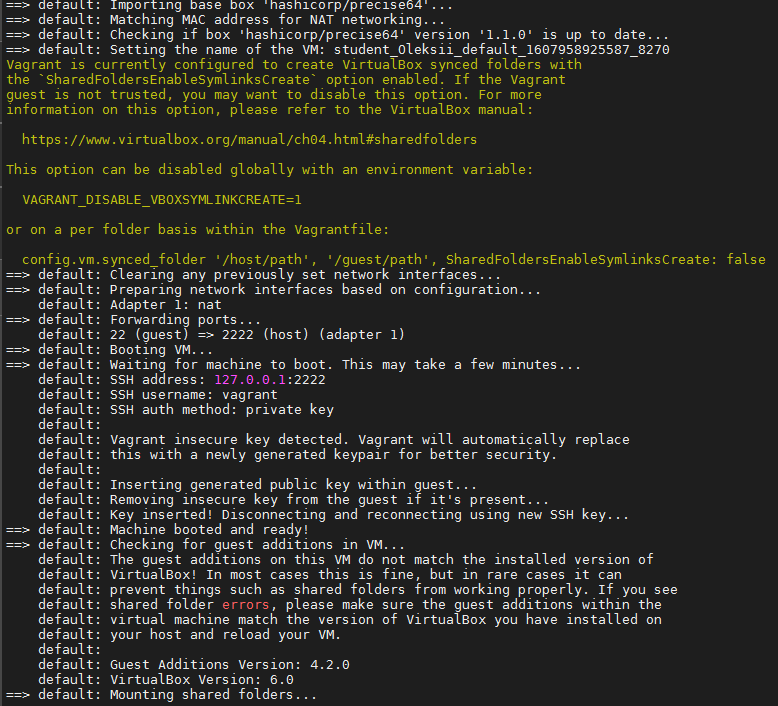 ==> default: Importing base box 'hashicorp/precise64'...
==> default: Matching MAC address for NAT networking...
==> default: Checking if box 'hashicorp/precise64' version '1.1.0' is up to date...
==> default: Setting the name of the VM: student_Oleksii_default_1607958925587_8270
Vagrant is currently configured to create VirtualBox synced folders with
the `SharedFoldersEnableSymlinksCreate` option enabled. If the Vagrant
guest is not trusted, you may want to disable this option. For more
information on this option, please refer to the VirtualBox manual:
https://www.virtualbox.org/manual/ch04.html#sharedfolders
This option can be disabled globally with an environment variable:
VAGRANT_DISABLE_VBOXSYMLINKCREATE=1
or on a per folder basis within the Vagrantfile:
config.vm.synced_folder '/host/path', '/guest/path', SharedFoldersEnableSymlinksCreate: false
==> default: Clearing any previously set network interfaces...
==> default: Preparing network interfaces based on configuration...
default: Adapter 1: nat
==> default: Forwarding ports...
default: 22 (guest) => 2222 (host) (adapter 1)
==> default: Booting VM...
==> default: Waiting for machine to boot. This may take a few minutes...
default: SSH address: 127.0.0.1:2222
default: SSH username: vagrant
default: SSH auth method: private key
default:
default: Vagrant insecure key detected. Vagrant will automatically replace
default: this with a newly generated keypair for better security.
default:
default: Inserting generated public key within guest...
default: Removing insecure key from the guest if it's present...
default: Key inserted! Disconnecting and reconnecting using new SSH key...
==> default: Machine booted and ready!
==> default: Checking for guest additions in VM...
default: The guest additions on this VM do not match the installed version of
default: VirtualBox! In most cases this is fine, but in rare cases it can
default: prevent things such as shared folders from working properly. If you see
default: shared folder errors, please make sure the guest additions within the
default: virtual machine match the version of VirtualBox you have installed on
default: your host and reload your VM.
default:
default: Guest Additions Version: 4.2.0
default: VirtualBox Version: 6.0
==> default: Mounting shared folders...